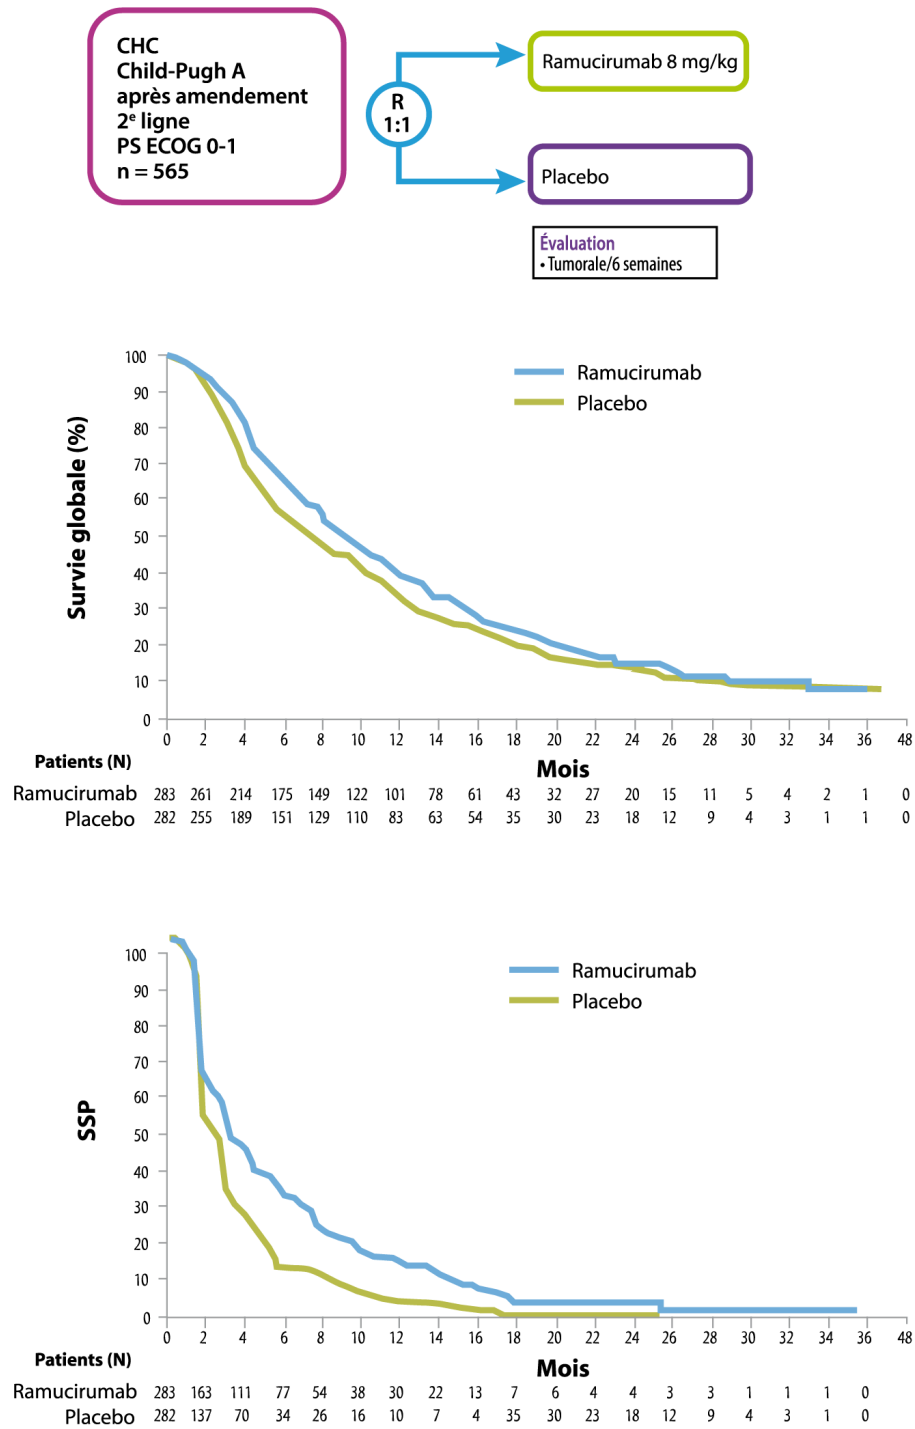 CHC
Child-Pugh A
après amendement
2e ligne
PS ECOG 0-1
n = 565
R
1:1
Ramucirumab 8 mg/kg
Placebo
Évaluation
• Tumorale/6 semaines
Survie globale (%)
100
90
80
70
60
50
40
30
20
10
0
Ramucirumab
Placebo
0 2 4 6 8 10 12 14 16 18 20 22 24 26 28 30 32 34 36 48
Mois
Patients (N)
Ramucirumab 283 261 214 175 149 122 101 78 61 43 32 27 20 15 11 5 4 2 1 0
Placebo 282 255 189 151 129 110 83 63 54 35 30 23 18 12 9 4 3 1 1 0
SSP
100
90
80
70
60
50
40
30
20
10
0
Ramucirumab
Placebo
0 2 4 6 8 10 12 14 16 18 20 22 24 26 28 30 32 34 36 48
Mois
Patients (N)
Ramucirumab 283 163 111 77 54 38 30 22 13 7 6 4 4 3 3 1 1 1 0
Placebo 282 137 70 34 26 16 10 7 4 35 30 23 18 12 9 4 3 1 0